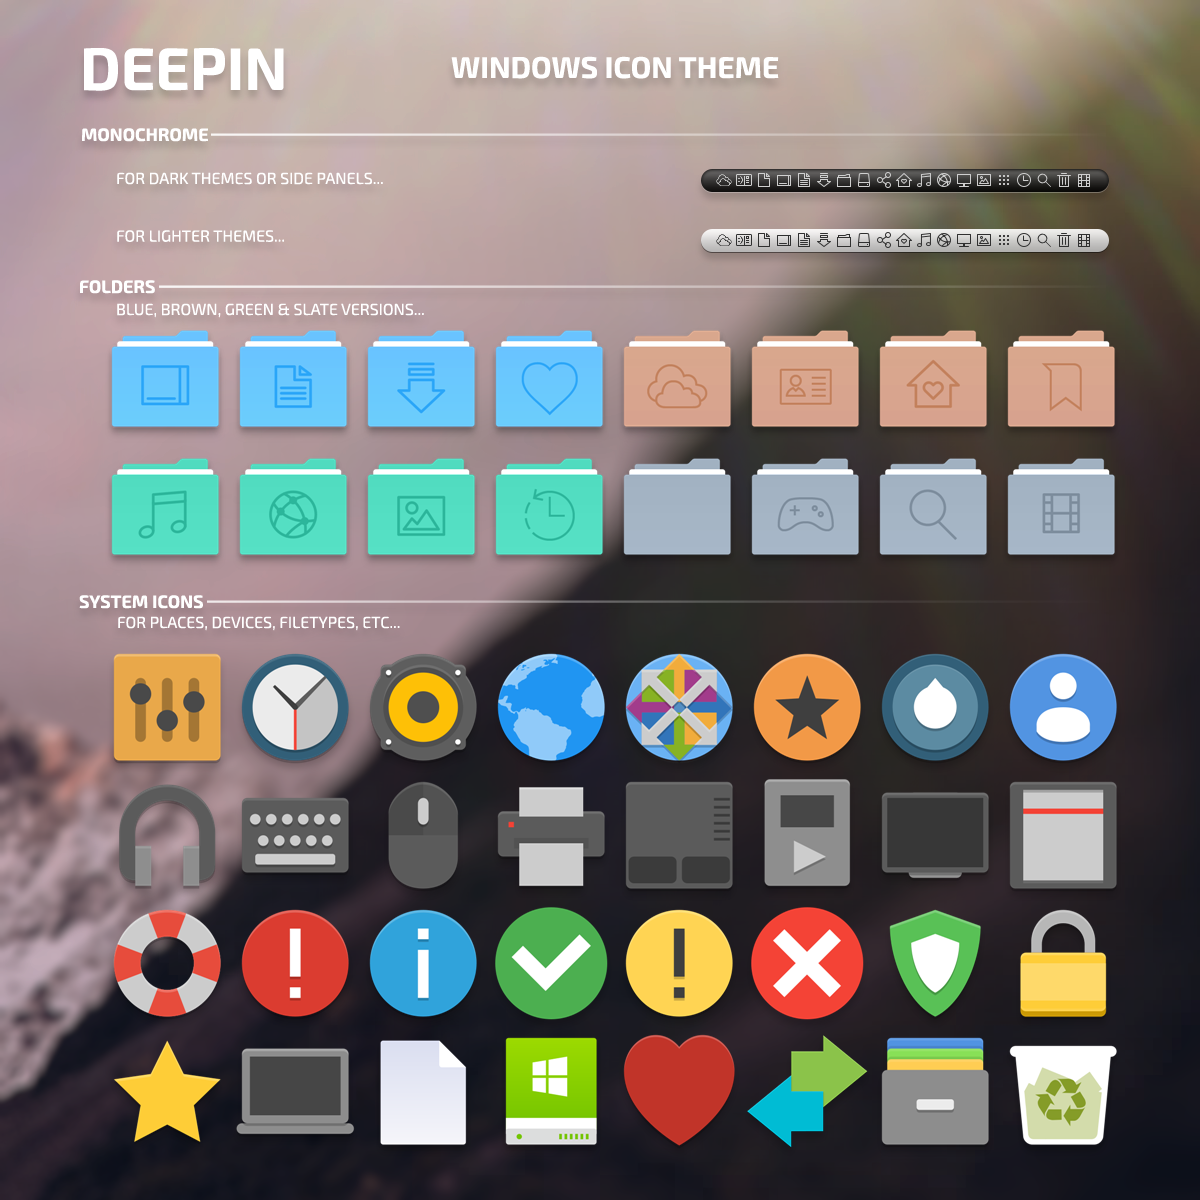 DEEPIN
WINDOWS ICON THEME
MONOCHROME
FOR DARK THEMES OR SIDE PANELS...
FOR LIGHTER THEMES...
FOLDERS
BLUE, BROWN, GREEN & SLATE VERSIONS...
SYSTEM ICONS
FOR PLACES, DEVICES, FILETYPES, ETC...